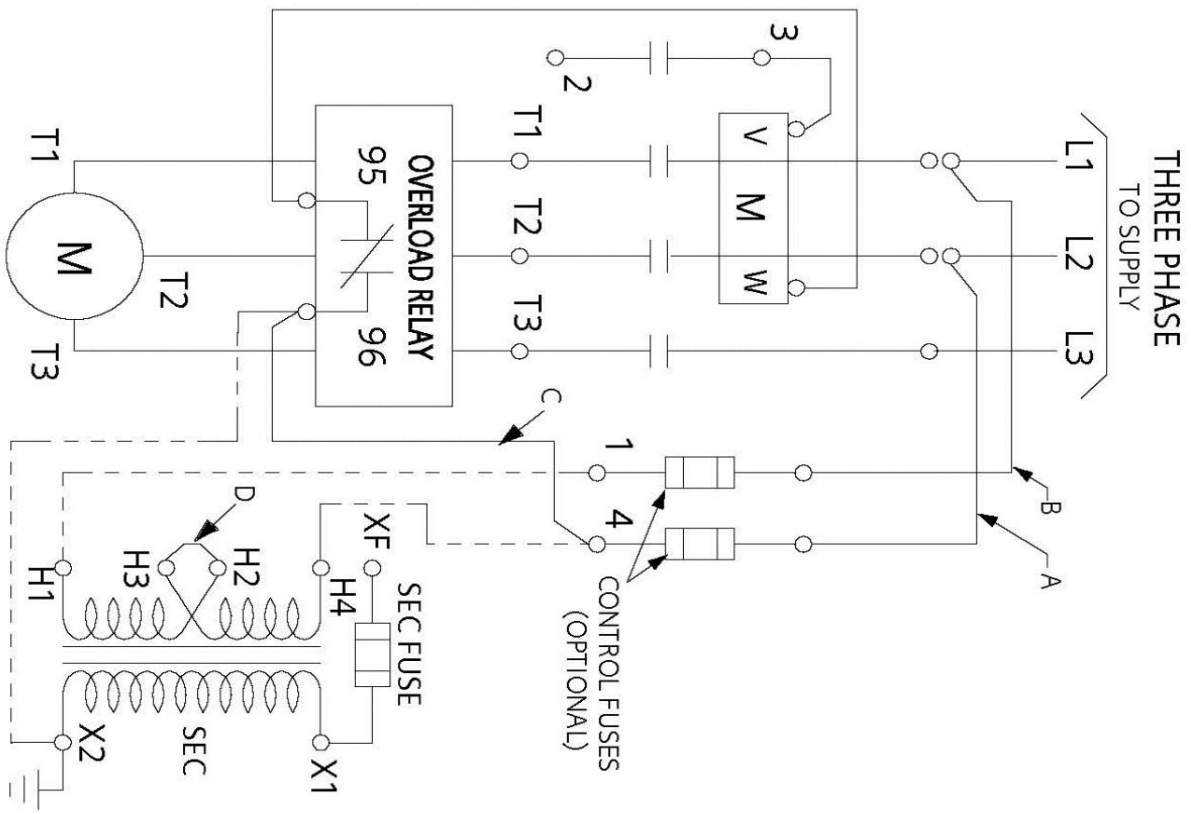 THREE PHASE
TO SUPPLY
L1
L2
L3
B
A
3
V
M
W
2
T1
T2
T3
1
4
CONTROL FUSES
(OPTIONAL)
C
OVERLOAD RELAY
95
96
XF
SEC FUSE
H4
D
H2
H3
H1
X1
SEC
X2
T1
T2
T3
M